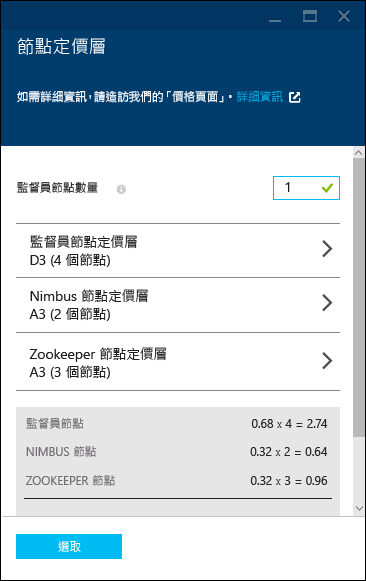 節點定價層
如需詳細資訊，請造訪我們的「價格頁面」。 詳細資訊
監督員節點數量 1
監督員節點定價層
D3 (4 個節點)
Nimbus 節點定價層
A3 (2 個節點)
Zookeeper 節點定價層
A3 (3 個節點)
監督員節點 0.68 x 4 = 2.74
NIMBUS 節點 0.32 x 2 = 0.64
ZOOKEEPER 節點 0.32 x 3 = 0.96
選取